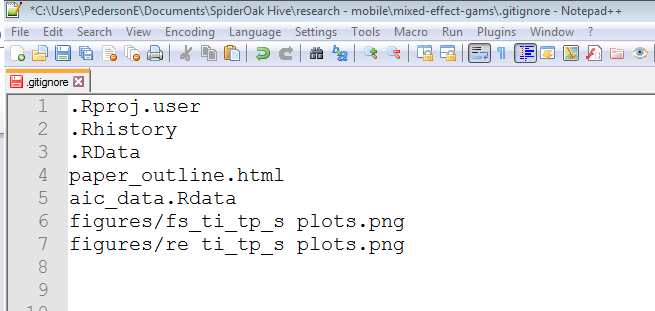 *C:\Users\PedersonE\Documents\SpiderOak Hive\research - mobile\mixed-effect-gams\.gitignore - Notepad++
File Edit Search View Encoding Language Settings Tools Macro Run Plugins Window ?
.gitignore
1 .Rproj.user
2 .Rhistory
3 .RData
4 paper_outline.html
5 aic_data.Rdata
6 figures/fs_ti_tp_s plots.png
7 figures/re ti_tp_s plots.png
8
9
10